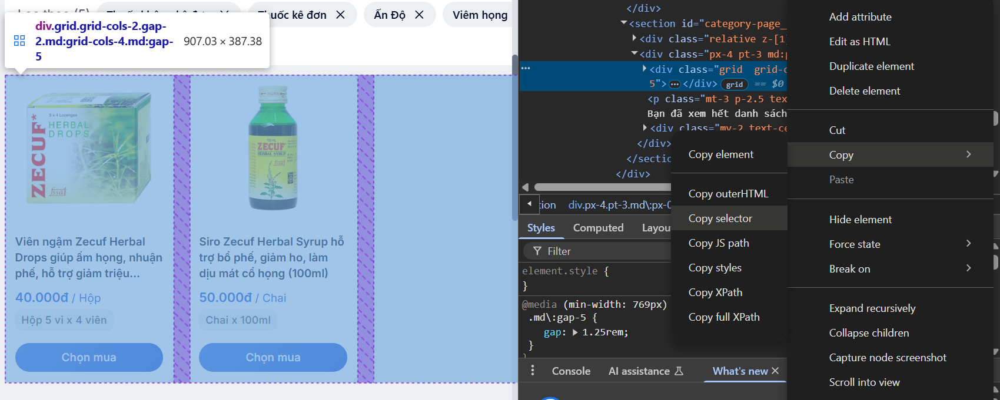 Thuốc kê đơn
Ấn Độ
Viêm họng
div.grid.grid-cols-2.gap-
2.md:grid-cols-4.md:gap-
5
907.03 × 387.38
5 x 4 Lozenges
HERBAL
DROPS
ZECUF*
fssat
ZECUF
HERBAL SYRUP
fssat
Viên ngậm Zecuf Herbal
Drops giúp ấm họng, nhuận
phế, hỗ trợ giảm triệu...
40.000đ / Hộp
Hộp 5 vỉ x 4 viên
Chọn mua
Siro Zecuf Herbal Syrup hỗ
trợ bổ phế, giảm ho, làm
dịu mát cổ họng (100ml)
50.000đ / Chai
Chai x 100ml
Chọn mua
</div>
<section id="category-page_
<div class="relative z-[1
<div class="px-4 pt-3 md:
<div class="grid  grid-c
5"> ••• </div> grid == $0
<p class="mt-3 p-2.5 tex
Bạn đã xem hết danh sách
<div class="my-2 text-ce
</div>
</section
</div>
tion div.px-4.pt-3.md\:px-0
Styles
Computed
Layou
Filter
element.style {
}
@media (min-width: 769px)
.md\:gap-5 {
gap: 1.25rem;
}
Console
AI assistance
What's new
Copy element
Copy outerHTML
Copy selector
Copy JS path
Copy styles
Copy XPath
Copy full XPath
Add attribute
Edit as HTML
Duplicate element
Delete element
Cut
Copy
Paste
Hide element
Force state
Break on
Expand recursively
Collapse children
Capture node screenshot
Scroll into view